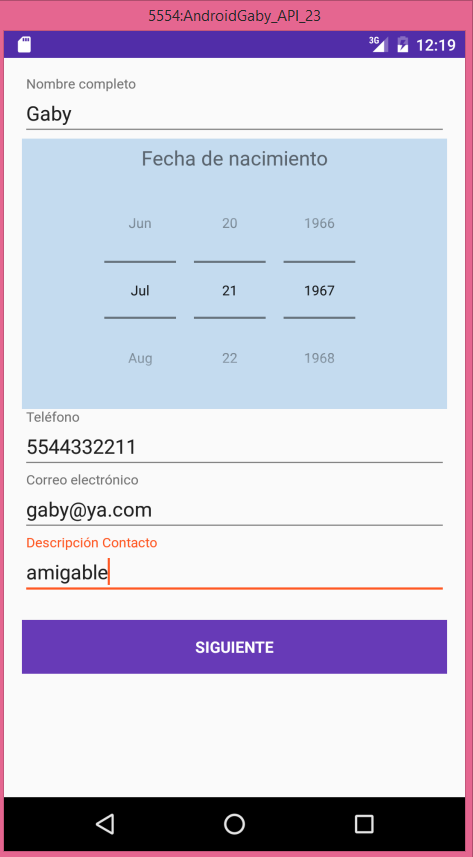 5554:AndroidGaby_API_23
3G 12:19
Nombre completo
Gaby
Fecha de nacimiento
Jun 20 1966
Jul 21 1967
Aug 22 1968
Teléfono
5544332211
Correo electrónico
gaby@ya.com
Descripción Contacto
amigable
SIGUIENTE